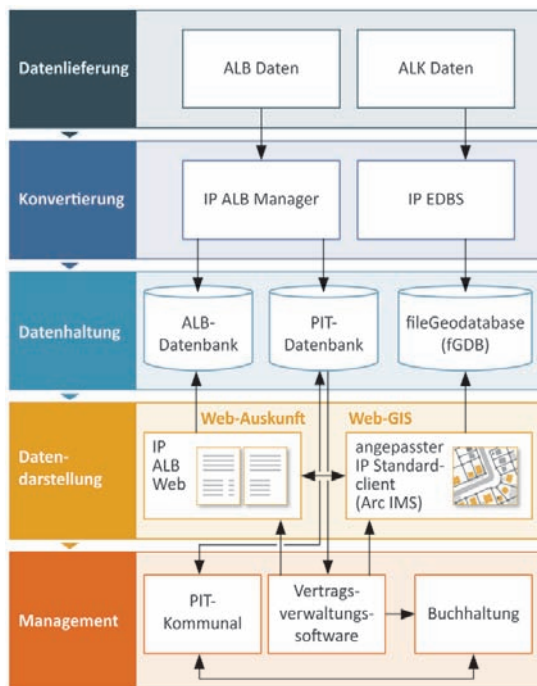 Datenlieferung
ALB Daten
ALK Daten
Konvertierung
IP ALB Manager
IP EDBS
Datenhaltung
ALB-
Datenbank
PIT-
Datenbank
fileGeodatabase
(fGDB)
Daten-
darstellung
Web-Auskunft
IP
ALB
Web
Web-GIS
angepasster
IP Standard-
client
(Arc IMS)
Management
PIT-
Kommunal
Vertrags-
verwaltungs-
software
Buchhaltung